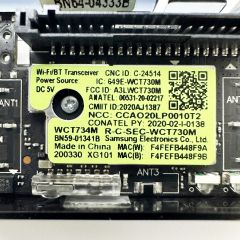 BN64-04333B
Wi-Fi/BT Transceiver CNC ID C-24514
Power Source IC: 649E-WCT730M
DC 5V FCC ID A3LWCT730M
ANATEL 00531-20-02217
CMIIT ID:2020AJ1387
NCC: CCAO20LP0010T2
CONATEL PY: 2020-02-I-0138
WCT734M R-C-SEC-WCT730M
BN59-01341B Samsung Electronics Co., Ltd.
Made in China MAC(W): F4FEFB448F9A
200330 XG101 MAC(B): F4FEFB448F9B
ANT1
ANT3